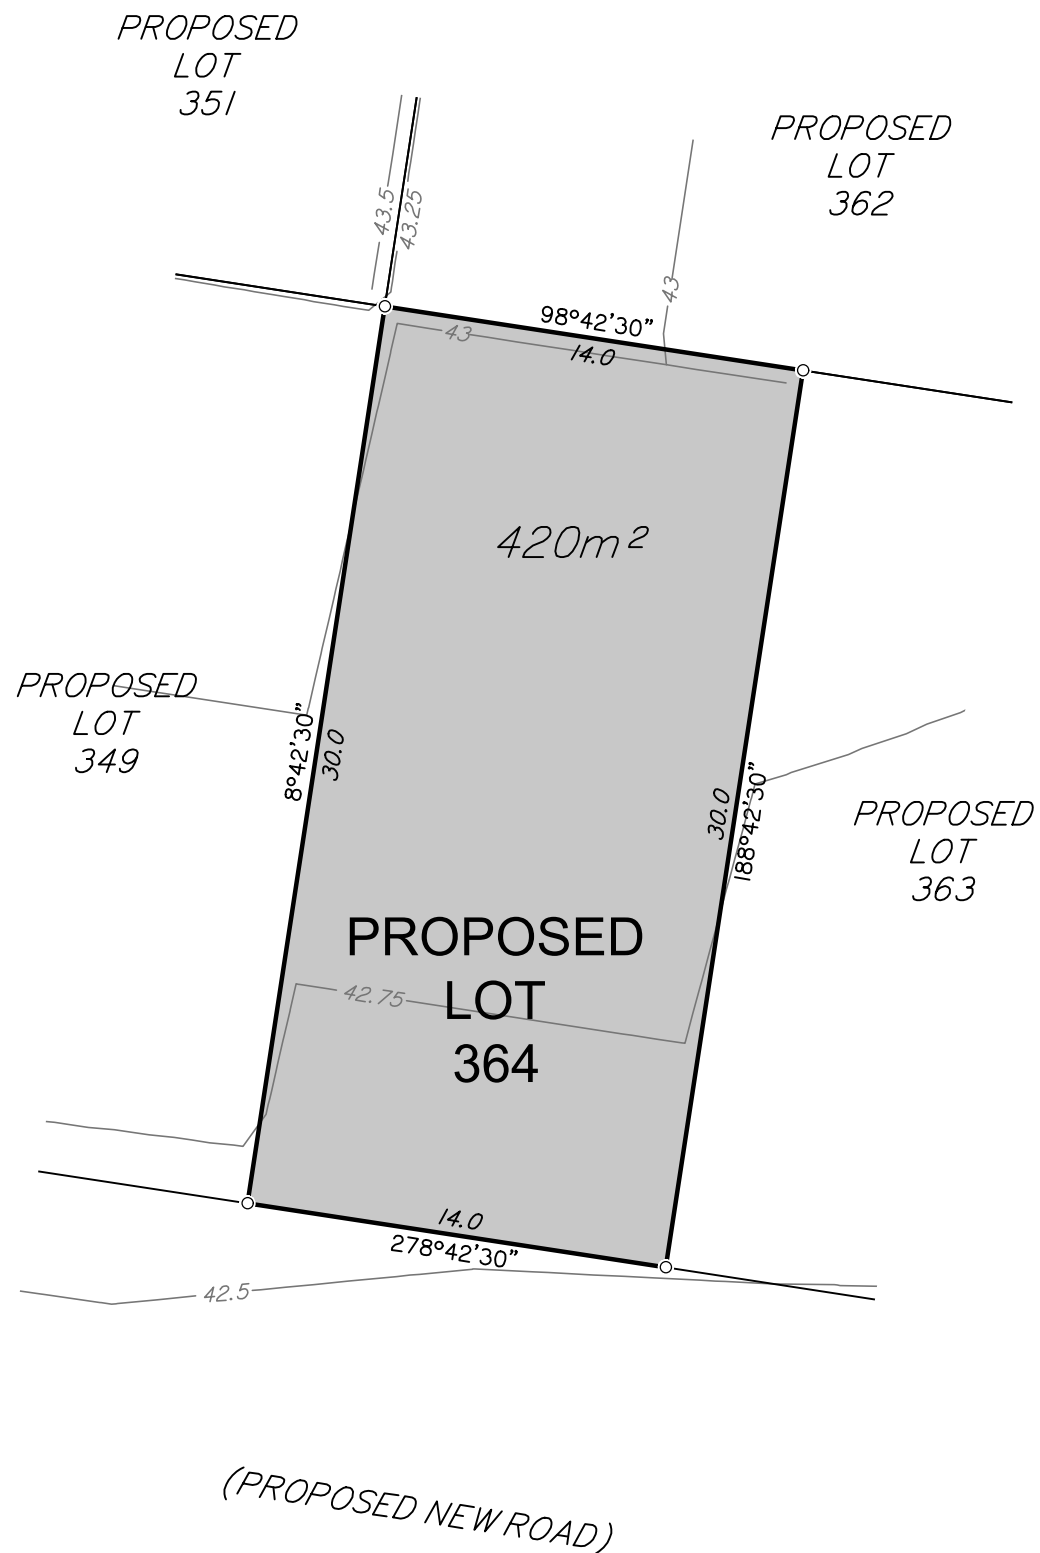 PROPOSED
LOT
351
PROPOSED
LOT
362
43.5
43.25
43
98°42'30"
43
14.0
420m²
PROPOSED
LOT
349
8°42'30"
30.0
30.0
188°42'30"
PROPOSED
LOT
363
PROPOSED
LOT
364
42.75
14.0
278°42'30"
42.5
(PROPOSED NEW ROAD)